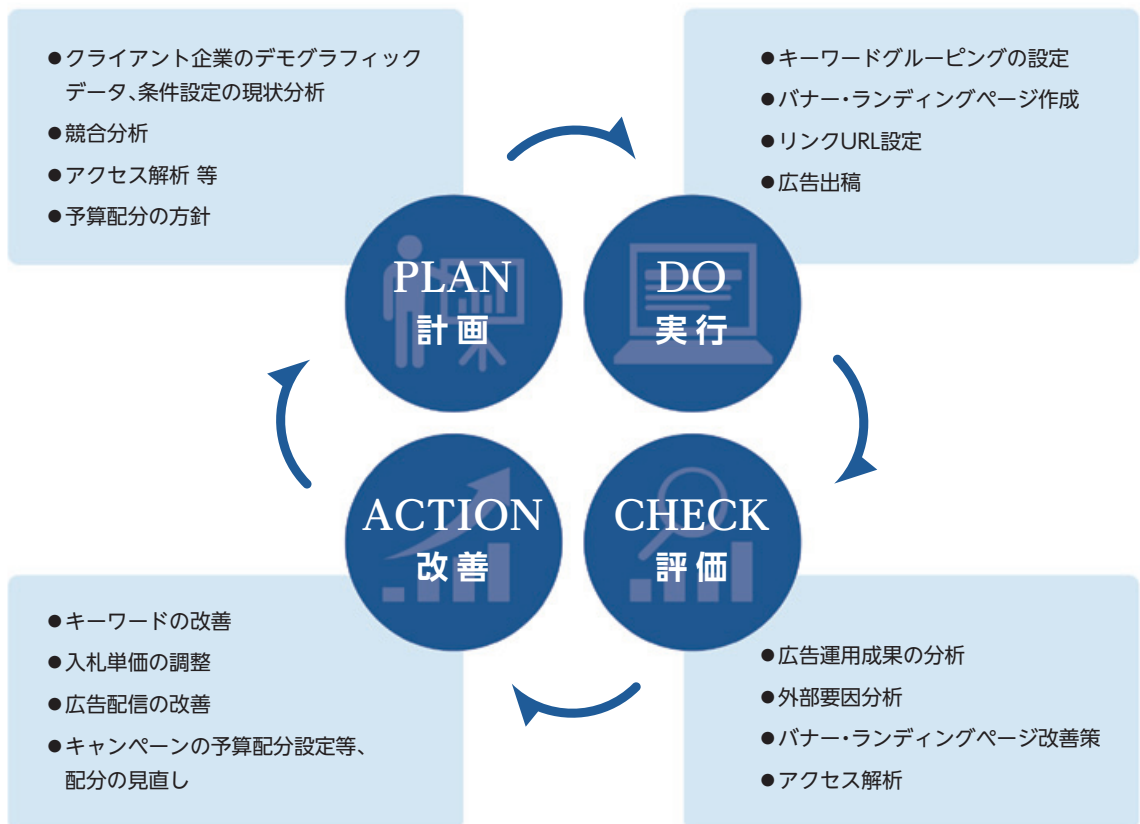 ●クライアント企業のデモグラフィック
データ、条件設定の現状分析
●競合分析
●アクセス解析 等
●予算配分の方針
●キーワードグルーピングの設定
●バナー・ランディングページ作成
●リンクURL設定
●広告出稿
PLAN
計画
DO
実行
ACTION
改善
CHECK
評価
●キーワードの改善
●入札単価の調整
●広告配信の改善
●キャンペーンの予算配分設定等、
配分の見直し
●広告運用成果の分析
●外部要因分析
●バナー・ランディングページ改善策
●アクセス解析